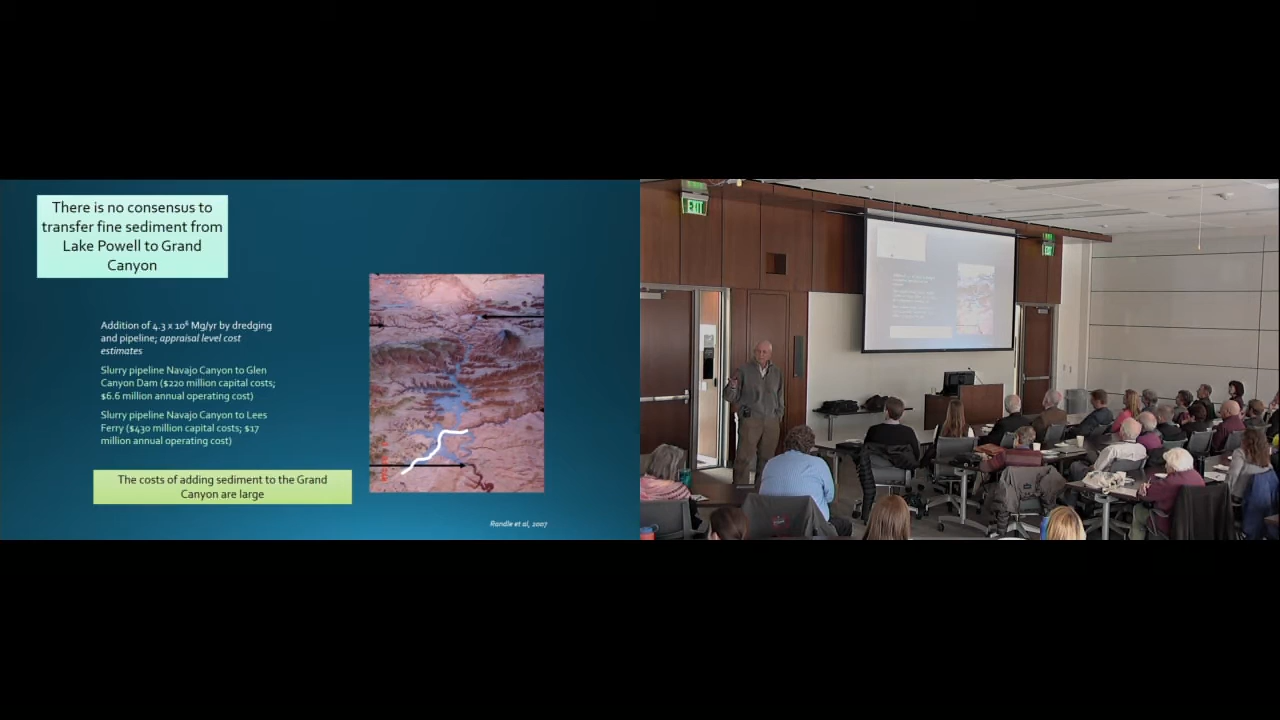 There is no consensus to
transfer fine sediment from
Lake Powell to Grand
Canyon
Addition of 4.3 x 10⁶ Mg/yr by dredging
and pipeline; appraisal level cost
estimates
Slurry pipeline Navajo Canyon to Glen
Canyon Dam ($220 million capital costs;
$6.6 million annual operating cost)
Slurry pipeline Navajo Canyon to Lees
Ferry ($430 million capital costs; $17
million annual operating cost)
The costs of adding sediment to the Grand
Canyon are large
Randle et al, 2007
EXIT
EXIT